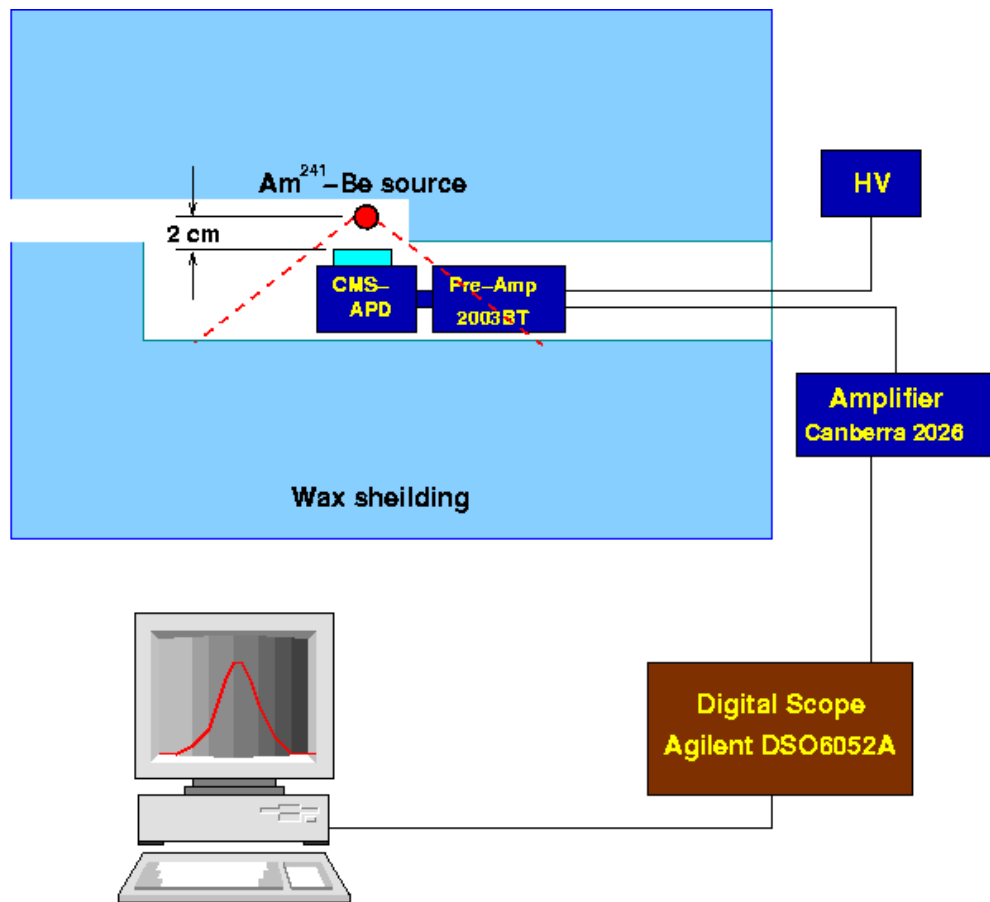 Am²⁴¹–Be source
HV
2 cm
CMS–
APD
Pre–Amp
2003BT
Amplifier
Canberra 2026
Wax sheilding
Digital Scope
Agilent DSO6052A